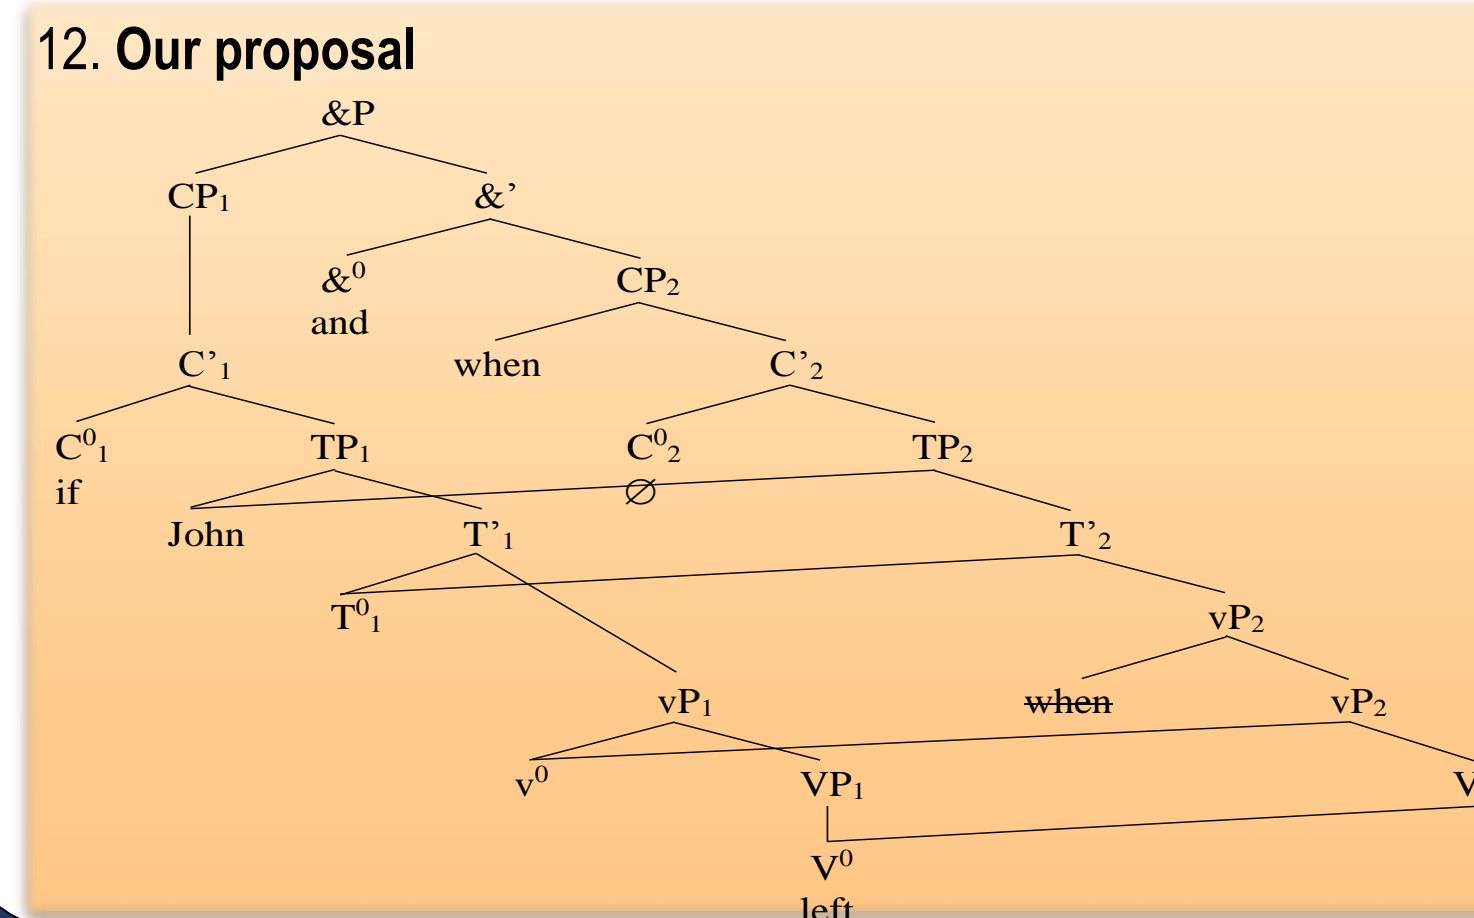 12. Our proposal
&P
CP₁ &’
&⁰ CP₂
and
C’₁ when C’₂
C⁰₁ TP₁ C⁰₂ TP₂
if ∅
John T’₁ T’₂
T⁰₁ vP₂
vP₁ when vP₂
v⁰ VP₁ V
V⁰
left